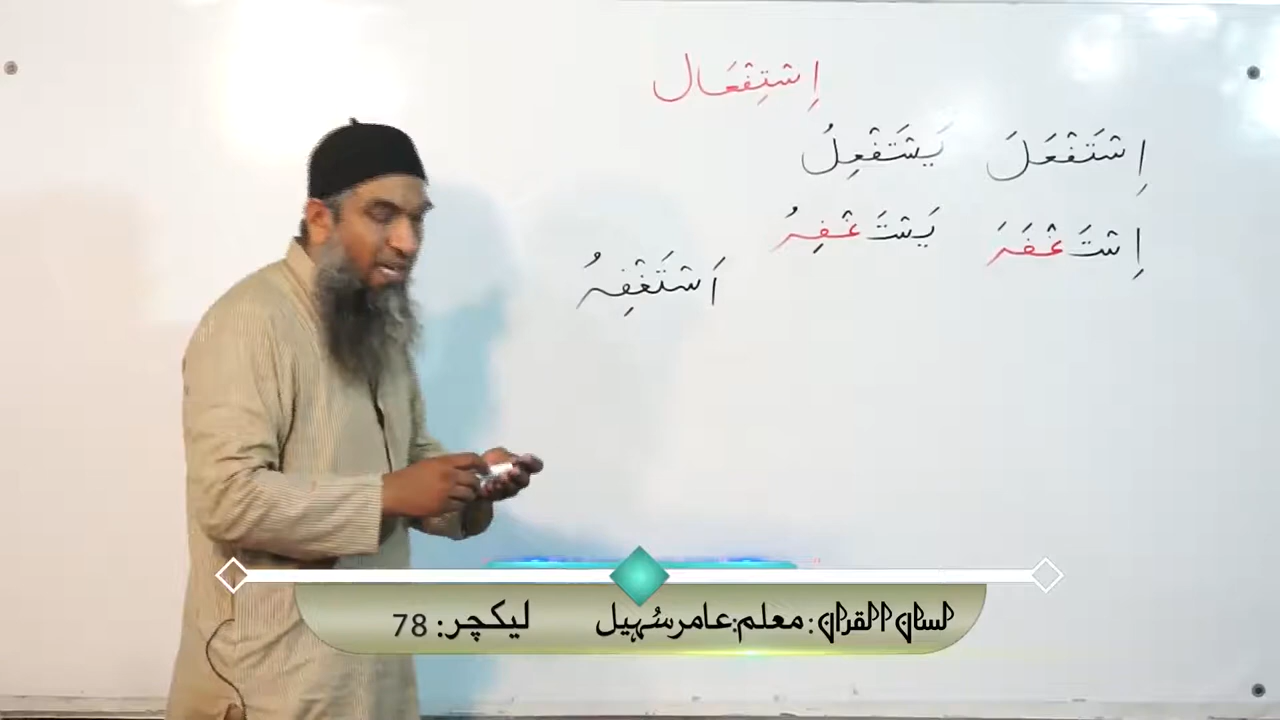 اِسْتِفْعَال
اِسْتَفْعَلَ يَسْتَفْعِلُ
اِسْتَغْفَرَ يَسْتَغْفِرُ
اَسْتَغْفِرُ
لسان القرآن : معلم:عامر سُہیل لیکچر: 78